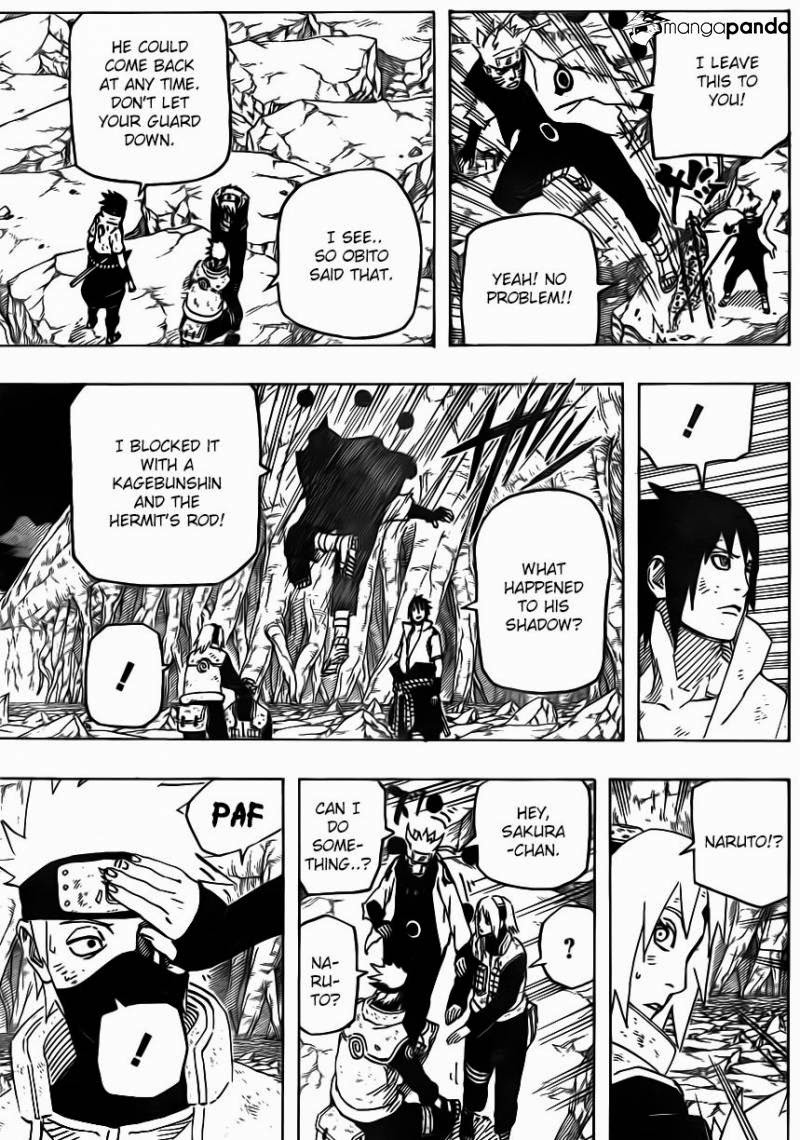 mangapanda
I LEAVE
THIS TO
YOU!
YEAH! NO
PROBLEM!!
HE COULD
COME BACK
AT ANY TIME.
DON'T LET
YOUR GUARD
DOWN.
I SEE..
SO OBITO
SAID THAT.
!
WHAT
HAPPENED
TO HIS
SHADOW?
I BLOCKED IT
WITH A
KAGEBUNSHIN
AND THE
HERMIT'S ROD!
!
NARUTO!?
HEY,
SAKURA
-CHAN.
?
CAN I
DO
SOME-
THING..?
NA-
RU-
TO?
PAF
!